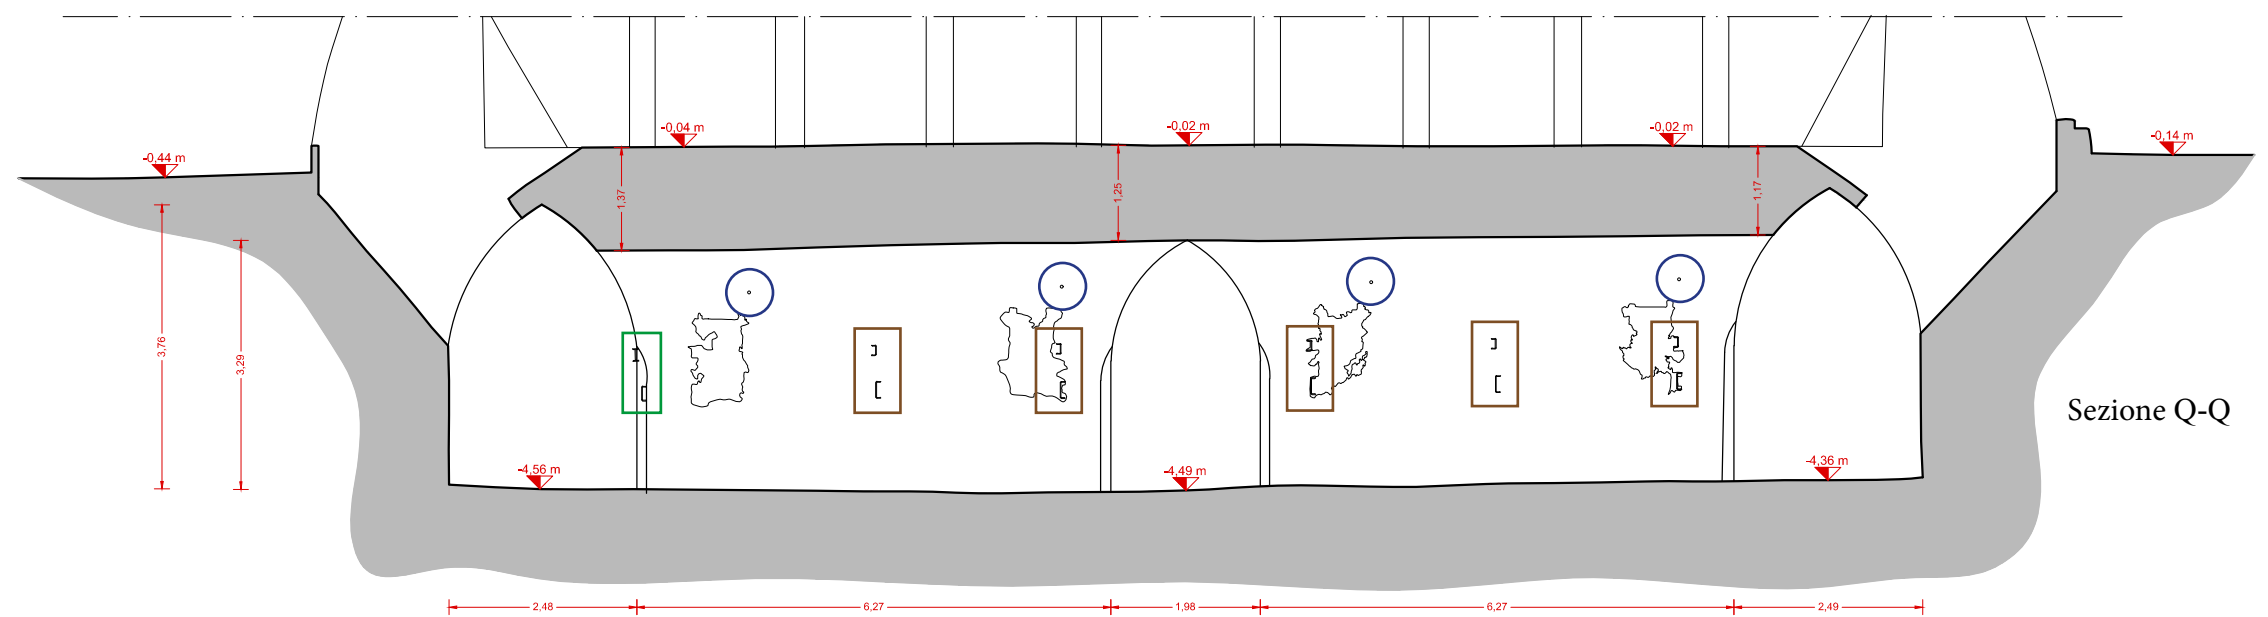 -0,04 m
-0,02 m
-0,02 m
-0,14 m
-0,44 m
1,37
1,25
1,17
3,76
3,29
Sezione Q-Q
-4,56 m
-4,49 m
-4,36 m
2,48
6,27
1,98
6,27
2,49